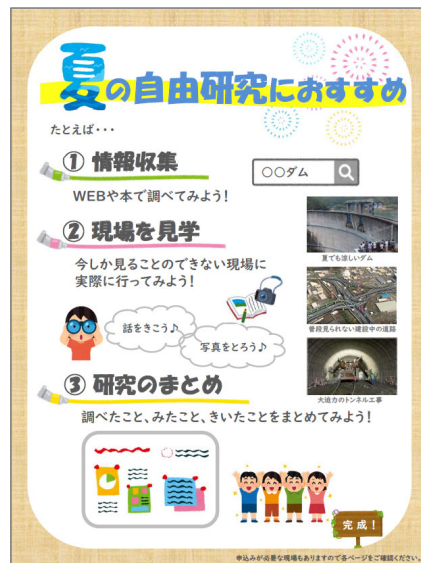 夏の自由研究におすすめ
たとえば・・・
① 情報収集
○○ダム
WEBや本で調べてみよう！
② 現場を見学
今しか見ることのできない現場に
実際に行ってみよう！
夏でも涼しいダム
話をきこう♪
写真をとろう♪
普段見られない建設中の道路
大迫力のトンネル工事
③ 研究のまとめ
調べたこと、みたこと、きいたことをまとめてみよう！
完成！
申込みが必要な現場もありますので各ページをご確認ください。